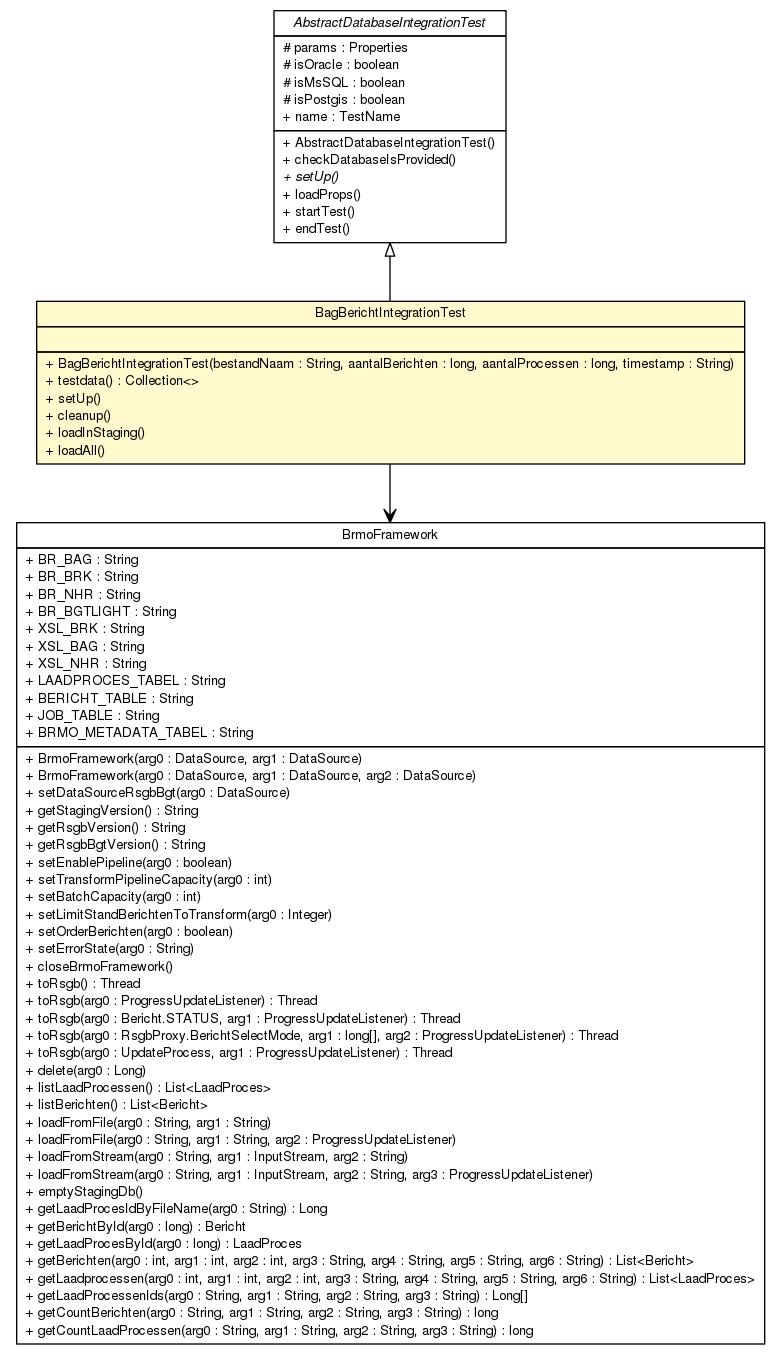 AbstractDatabaseIntegrationTest
# params : Properties
# isOracle : boolean
# isMsSQL : boolean
# isPostgis : boolean
+ name : TestName
+ AbstractDatabaseIntegrationTest()
+ checkDatabaseIsProvided()
+ setUp()
+ loadProps()
+ startTest()
+ endTest()
BagBerichtIntegrationTest
+ BagBerichtIntegrationTest(bestandNaam : String, aantalBerichten : long, aantalProcessen : long, timestamp : String)
+ testdata() : Collection<>
+ setUp()
+ cleanup()
+ loadInStaging()
+ loadAll()
BrmoFramework
+ BR_BAG : String
+ BR_BRK : String
+ BR_NHR : String
+ BR_BGTLIGHT : String
+ XSL_BRK : String
+ XSL_BAG : String
+ XSL_NHR : String
+ LAADPROCES_TABEL : String
+ BERICHT_TABLE : String
+ JOB_TABLE : String
+ BRMO_METADATA_TABEL : String
+ BrmoFramework(arg0 : DataSource, arg1 : DataSource)
+ BrmoFramework(arg0 : DataSource, arg1 : DataSource, arg2 : DataSource)
+ setDataSourceRsgbBgt(arg0 : DataSource)
+ getStagingVersion() : String
+ getRsgbVersion() : String
+ getRsgbBgtVersion() : String
+ setEnablePipeline(arg0 : boolean)
+ setTransformPipelineCapacity(arg0 : int)
+ setBatchCapacity(arg0 : int)
+ setLimitStandBerichtenToTransform(arg0 : Integer)
+ setOrderBerichten(arg0 : boolean)
+ setErrorState(arg0 : String)
+ closeBrmoFramework()
+ toRsgb() : Thread
+ toRsgb(arg0 : ProgressUpdateListener) : Thread
+ toRsgb(arg0 : Bericht.STATUS, arg1 : ProgressUpdateListener) : Thread
+ toRsgb(arg0 : RsgbProxy.BerichtSelectMode, arg1 : long[], arg2 : ProgressUpdateListener) : Thread
+ toRsgb(arg0 : UpdateProcess, arg1 : ProgressUpdateListener) : Thread
+ delete(arg0 : Long)
+ listLaadProcessen() : List<LaadProces>
+ listBerichten() : List<Bericht>
+ loadFromFile(arg0 : String, arg1 : String)
+ loadFromFile(arg0 : String, arg1 : String, arg2 : ProgressUpdateListener)
+ loadFromStream(arg0 : String, arg1 : InputStream, arg2 : String)
+ loadFromStream(arg0 : String, arg1 : InputStream, arg2 : String, arg3 : ProgressUpdateListener)
+ emptyStagingDb()
+ getLaadProcesIdByFileName(arg0 : String) : Long
+ getBerichtById(arg0 : long) : Bericht
+ getLaadProcesById(arg0 : long) : LaadProces
+ getBerichten(arg0 : int, arg1 : int, arg2 : int, arg3 : String, arg4 : String, arg5 : String, arg6 : String) : List<Bericht>
+ getLaadprocessen(arg0 : int, arg1 : int, arg2 : int, arg3 : String, arg4 : String, arg5 : String, arg6 : String) : List<LaadProces>
+ getLaadProcessenIds(arg0 : String, arg1 : String, arg2 : String, arg3 : String) : Long[]
+ getCountBerichten(arg0 : String, arg1 : String, arg2 : String, arg3 : String) : long
+ getCountLaadProcessen(arg0 : String, arg1 : String, arg2 : String, arg3 : String) : long